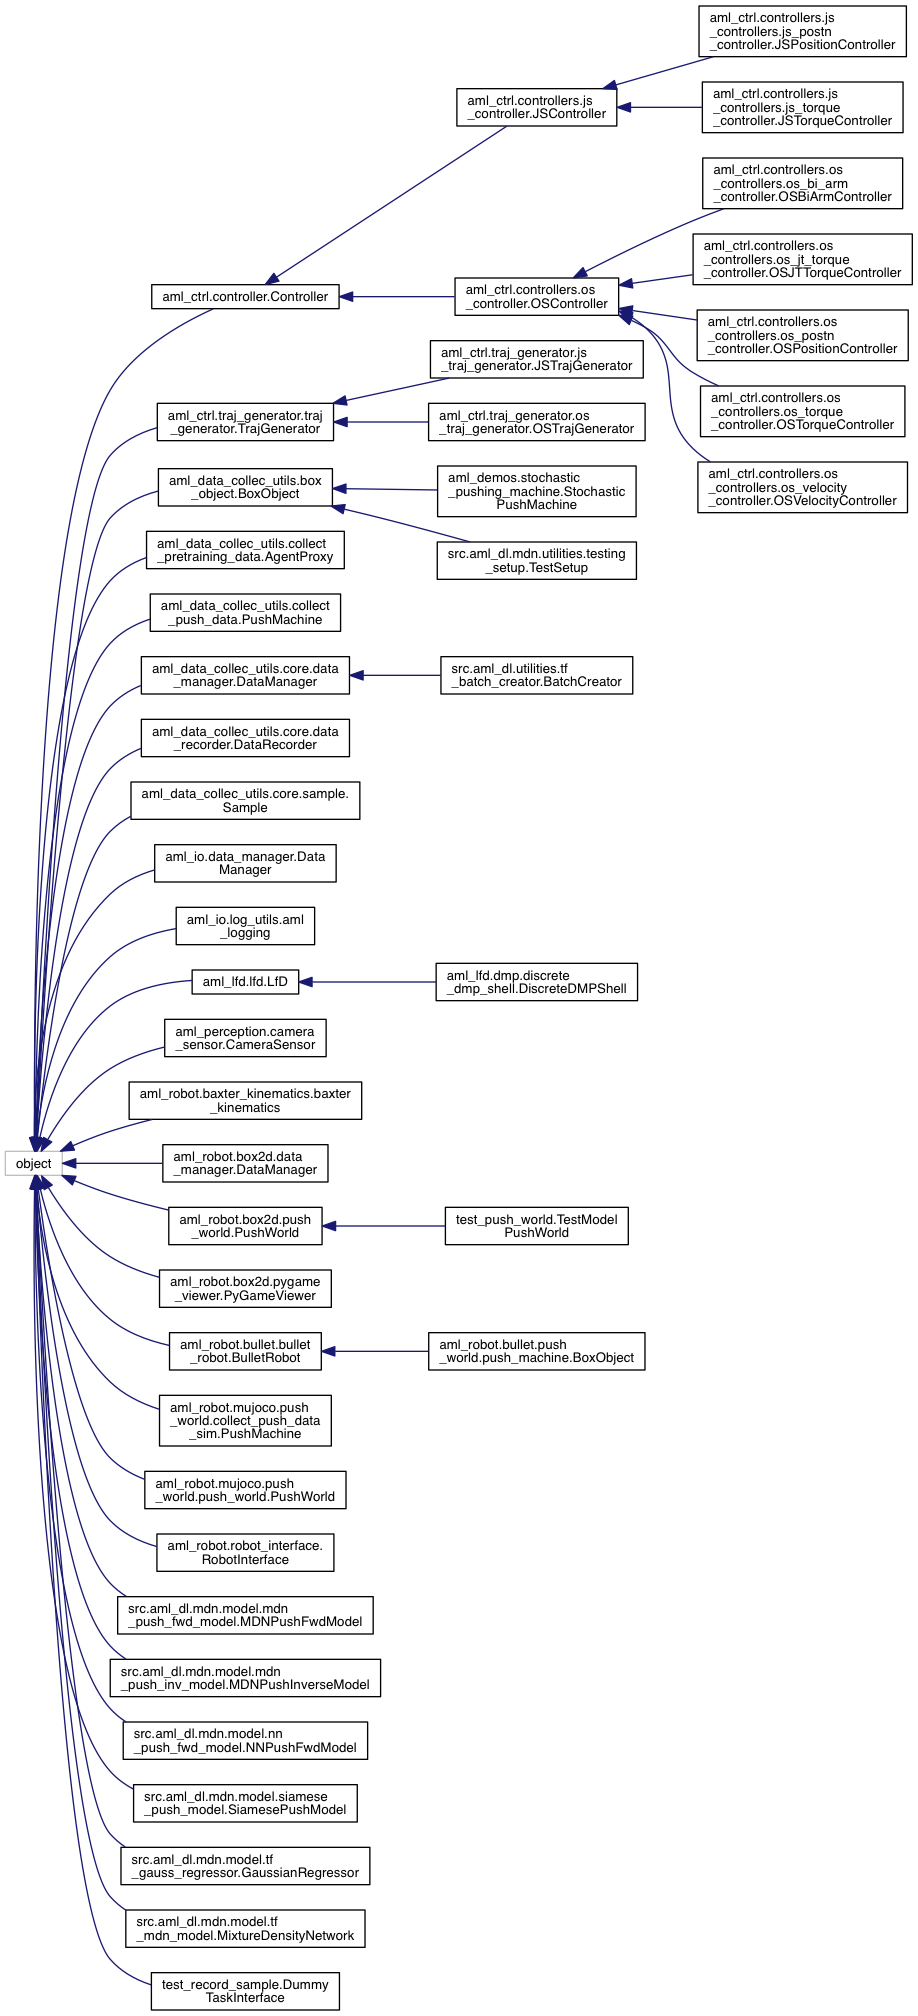 aml_ctrl.controllers.js
_controllers.js_postn
_controller.JSPositionController
aml_ctrl.controllers.js
_controller.JSController
aml_ctrl.controllers.js
_controllers.js_torque
_controller.JSTorqueController
aml_ctrl.controllers.os
_controllers.os_bi_arm
_controller.OSBiArmController
aml_ctrl.controllers.os
_controllers.os_jt_torque
_controller.OSJTTorqueController
aml_ctrl.controller.Controller
aml_ctrl.controllers.os
_controller.OSController
aml_ctrl.controllers.os
_controllers.os_postn
_controller.OSPositionController
aml_ctrl.traj_generator.js
_traj_generator.JSTrajGenerator
aml_ctrl.controllers.os
_controllers.os_torque
_controller.OSTorqueController
aml_ctrl.traj_generator.traj
_generator.TrajGenerator
aml_ctrl.traj_generator.os
_traj_generator.OSTrajGenerator
aml_ctrl.controllers.os
_controllers.os_velocity
_controller.OSVelocityController
aml_data_collec_utils.box
_object.BoxObject
aml_demos.stochastic
_pushing_machine.Stochastic
PushMachine
src.aml_dl.mdn.utilities.testing
_setup.TestSetup
aml_data_collec_utils.collect
_pretraining_data.AgentProxy
aml_data_collec_utils.collect
_push_data.PushMachine
aml_data_collec_utils.core.data
_manager.DataManager
src.aml_dl.utilities.tf
_batch_creator.BatchCreator
aml_data_collec_utils.core.data
_recorder.DataRecorder
aml_data_collec_utils.core.sample.
Sample
aml_io.data_manager.Data
Manager
aml_io.log_utils.aml
_logging
aml_lfd.lfd.LfD
aml_lfd.dmp.discrete
_dmp_shell.DiscreteDMPShell
aml_perception.camera
_sensor.CameraSensor
aml_robot.baxter_kinematics.baxter
_kinematics
object
aml_robot.box2d.data
_manager.DataManager
aml_robot.box2d.push
_world.PushWorld
test_push_world.TestModel
PushWorld
aml_robot.box2d.pygame
_viewer.PyGameViewer
aml_robot.bullet.bullet
_robot.BulletRobot
aml_robot.bullet.push
_world.push_machine.BoxObject
aml_robot.mujoco.push
_world.collect_push_data
_sim.PushMachine
aml_robot.mujoco.push
_world.push_world.PushWorld
aml_robot.robot_interface.
RobotInterface
src.aml_dl.mdn.model.mdn
_push_fwd_model.MDNPushFwdModel
src.aml_dl.mdn.model.mdn
_push_inv_model.MDNPushInverseModel
src.aml_dl.mdn.model.nn
_push_fwd_model.NNPushFwdModel
src.aml_dl.mdn.model.siamese
_push_model.SiamesePushModel
src.aml_dl.mdn.model.tf
_gauss_regressor.GaussianRegressor
src.aml_dl.mdn.model.tf
_mdn_model.MixtureDensityNetwork
test_record_sample.Dummy
TaskInterface